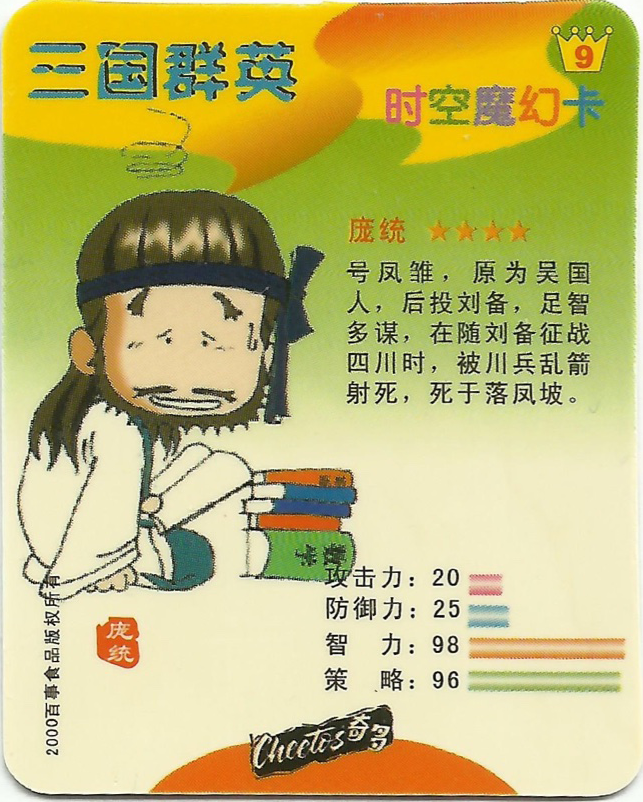 三国群英
9
时空魔幻卡
庞统 ★★★★
号凤雏，原为吴国
人，后投刘备，足智
多谋，在随刘备征战
四川时，被川兵乱箭
射死，死于落凤坡。
攻击力：20
防御力：25
智　力：98
策　略：96
庞统
2000百事食品版权所有
Cheetos奇多